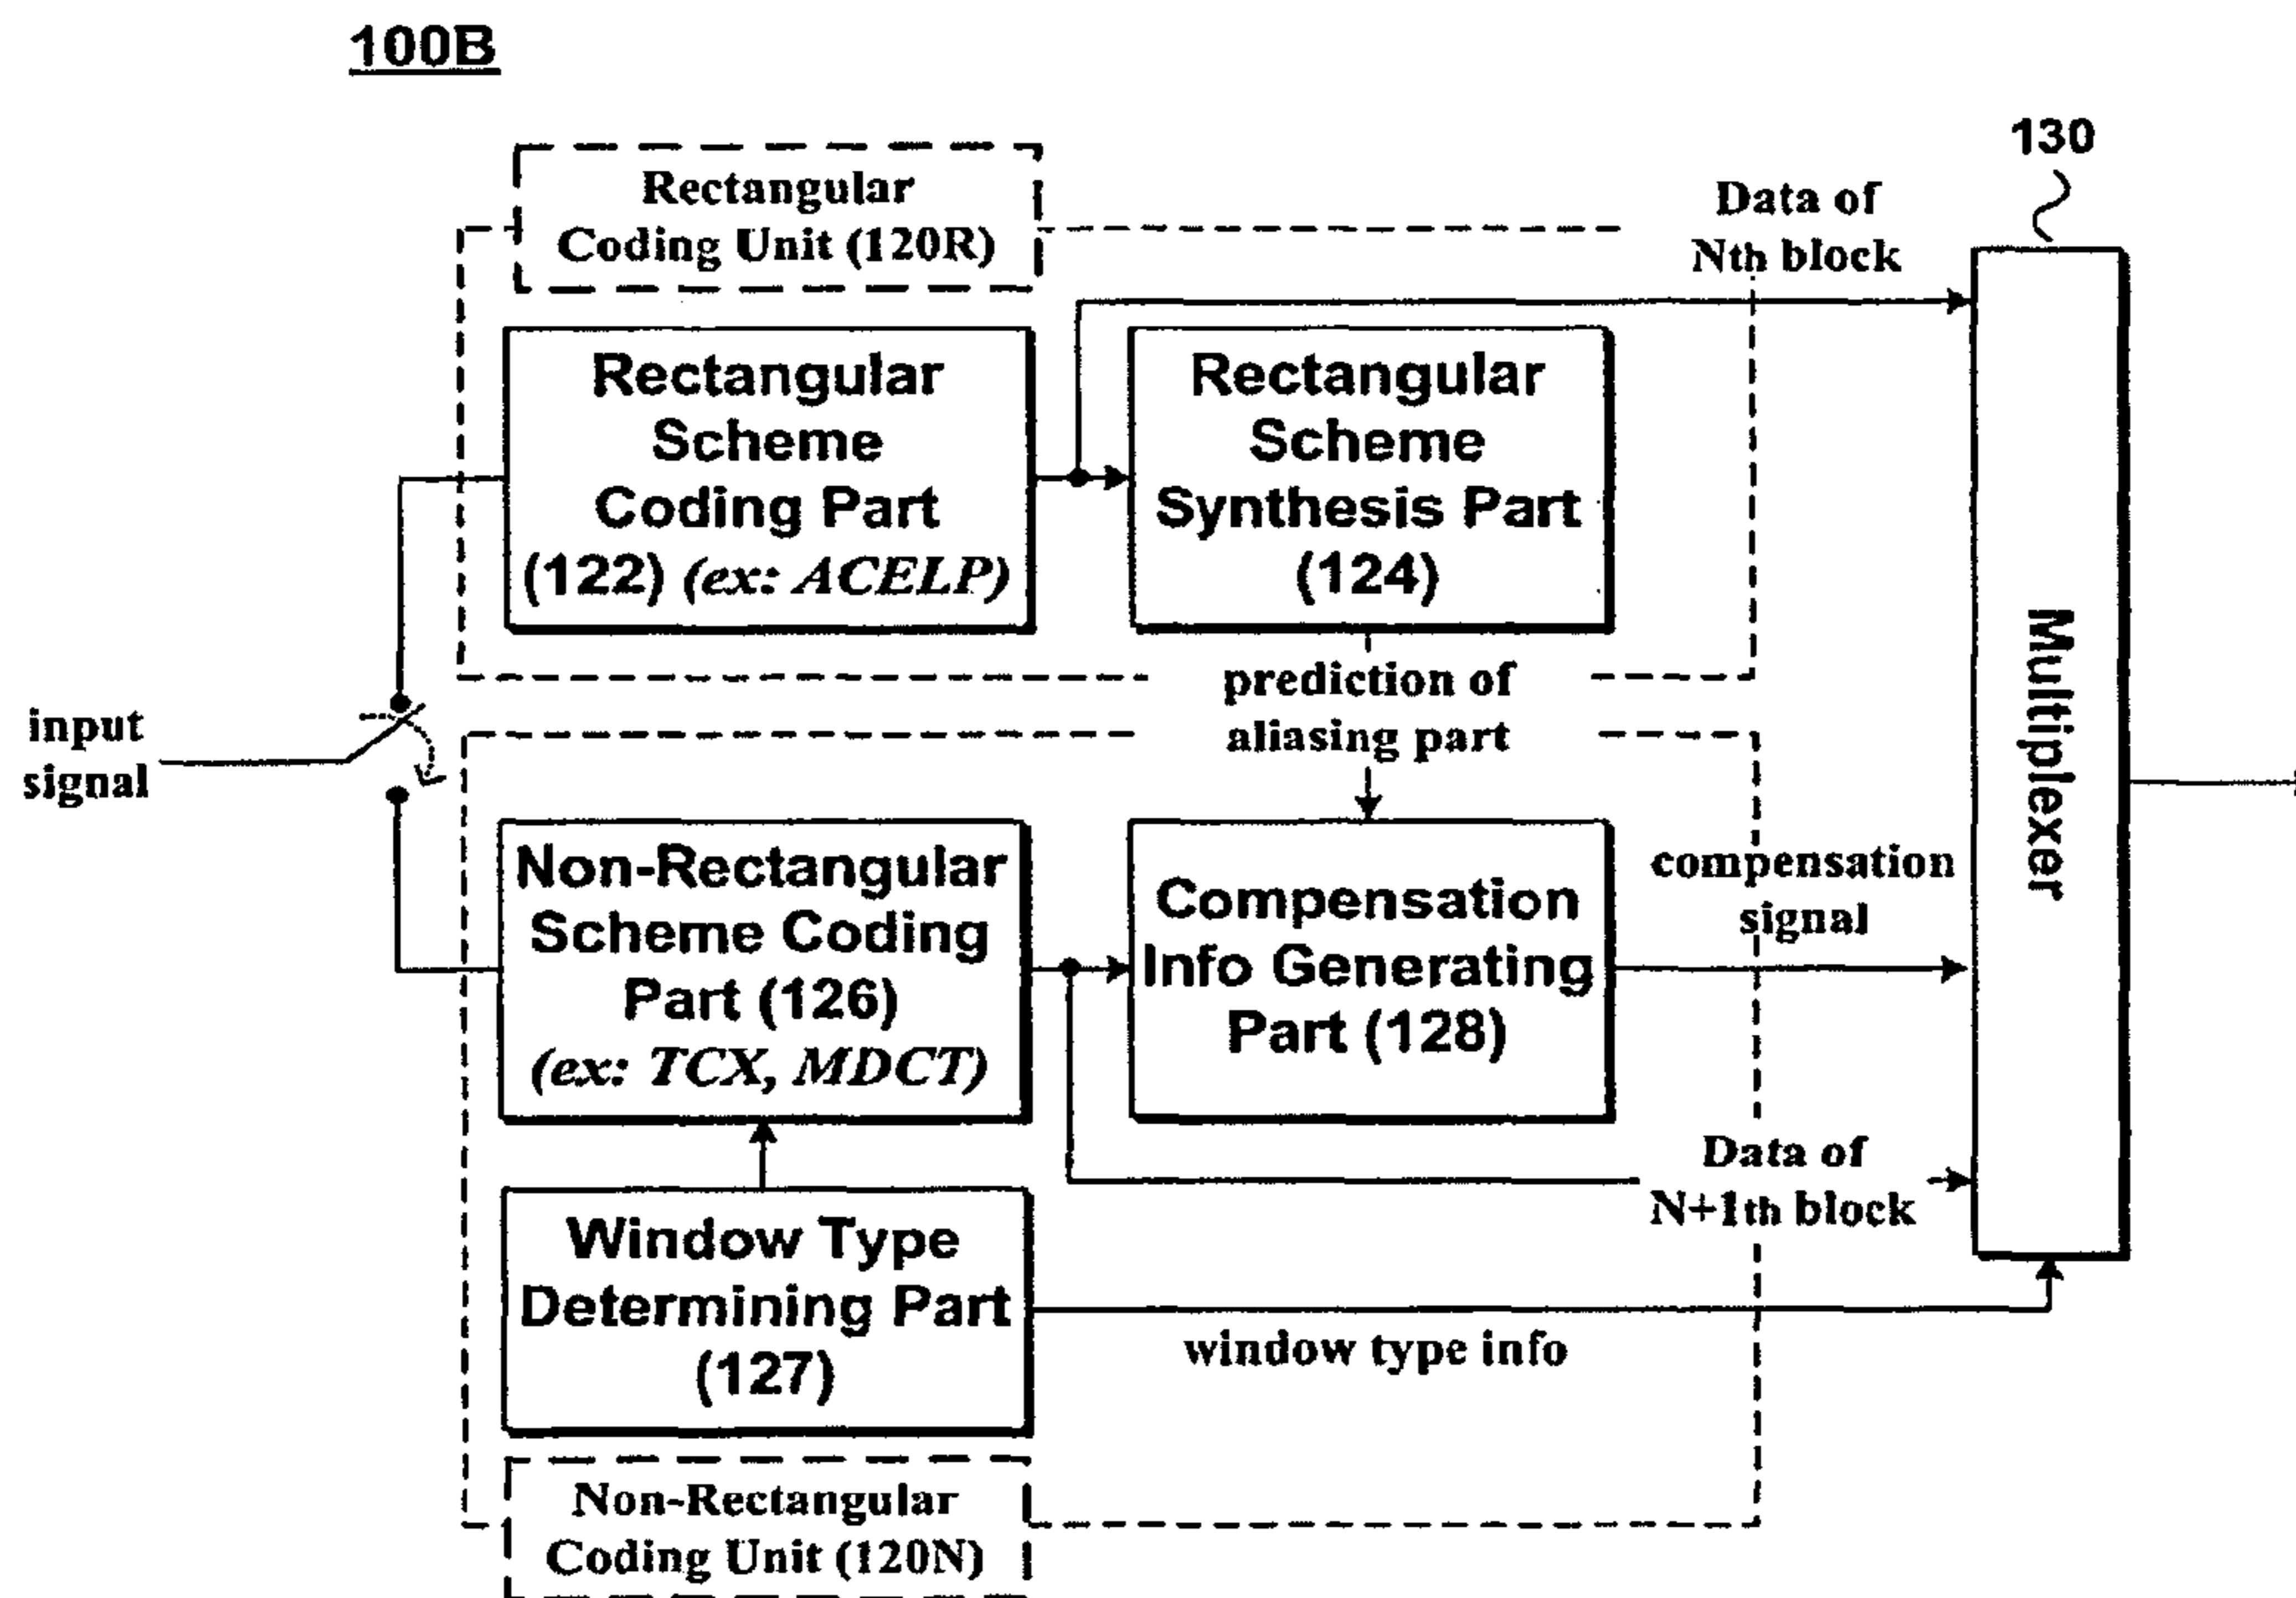 100B
130
Rectangular
Coding Unit (120R)
Data of
Nth block
Rectangular
Scheme
Coding Part
(122) (ex: ACELP)
Rectangular
Scheme
Synthesis Part
(124)
Multiplexer
prediction of
aliasing part
input
signal
Non-Rectangular
Scheme Coding
Part (126)
(ex: TCX, MDCT)
Compensation
Info Generating
Part (128)
compensation
signal
Data of
N+1th block
Window Type
Determining Part
(127)
window type info
Non-Rectangular
Coding Unit (120N)